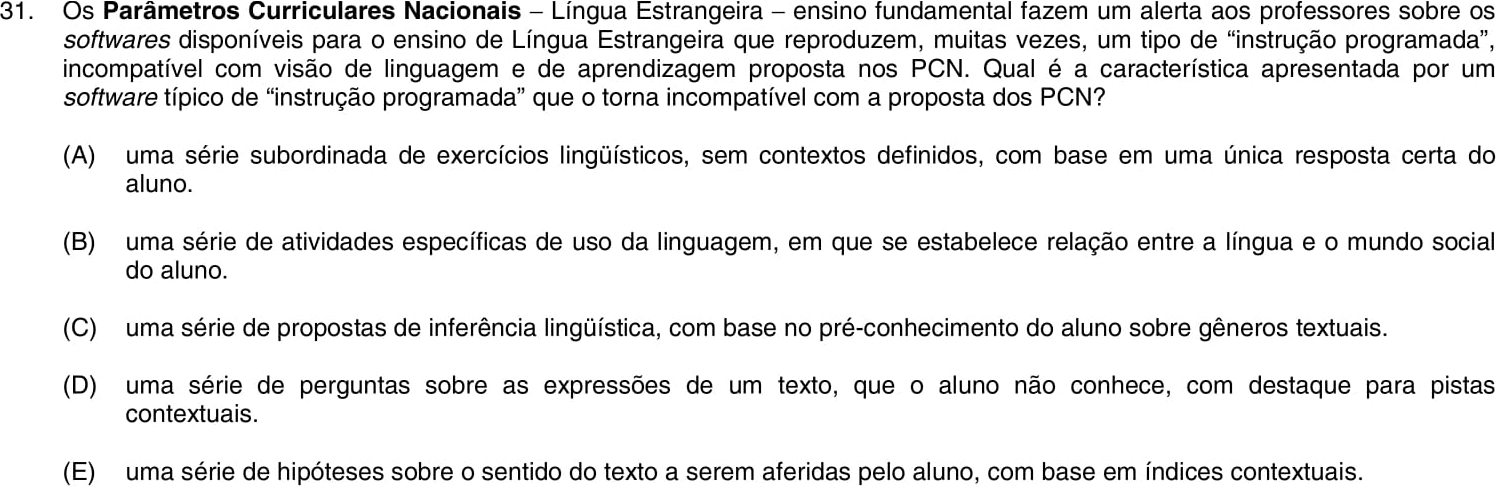 31. Os Parâmetros Curriculares Nacionais – Língua Estrangeira – ensino fundamental fazem um alerta aos professores sobre os
softwares disponíveis para o ensino de Língua Estrangeira que reproduzem, muitas vezes, um tipo de “instrução programada”,
incompatível com visão de linguagem e de aprendizagem proposta nos PCN. Qual é a característica apresentada por um
software típico de “instrução programada” que o torna incompatível com a proposta dos PCN?
(A) uma série subordinada de exercícios lingüísticos, sem contextos definidos, com base em uma única resposta certa do
aluno.
(B) uma série de atividades específicas de uso da linguagem, em que se estabelece relação entre a língua e o mundo social
do aluno.
(C) uma série de propostas de inferência lingüística, com base no pré-conhecimento do aluno sobre gêneros textuais.
(D) uma série de perguntas sobre as expressões de um texto, que o aluno não conhece, com destaque para pistas
contextuais.
(E) uma série de hipóteses sobre o sentido do texto a serem aferidas pelo aluno, com base em índices contextuais.